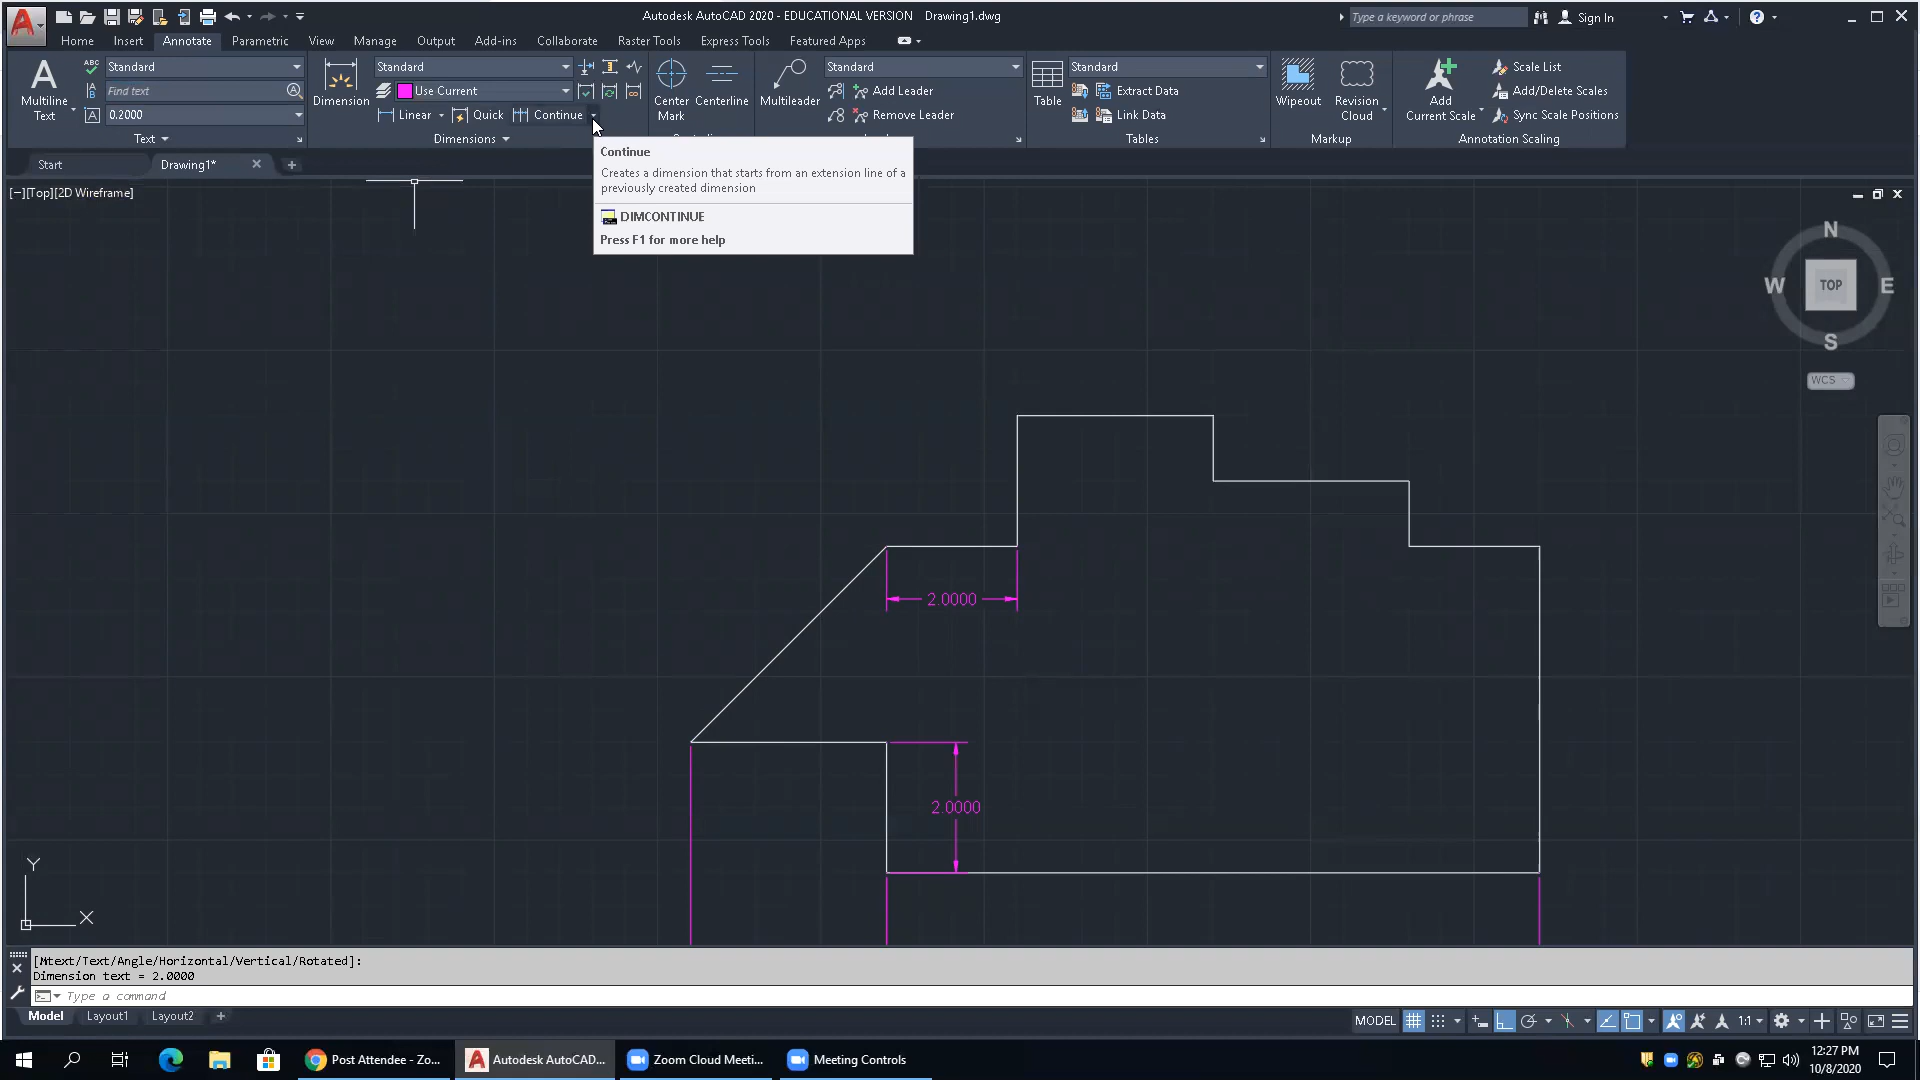 Autodesk AutoCAD 2020 - EDUCATIONAL VERSION Drawing1.dwg
Type a keyword or phrase
Sign In
Home Insert Annotate Parametric View Manage Output Add-ins Collaborate Raster Tools Express Tools Featured Apps
Multiline
Text
ABC
Standard
Find text
0.2000
Text
Dimension
Standard
Use Current
Linear Quick Continue
Dimensions
Center
Mark
Centerline
Multileader
Standard
Add Leader
Remove Leader
Table
Standard
Extract Data
Link Data
Tables
Wipeout
Revision
Cloud
Markup
Add
Current Scale
Scale List
Add/Delete Scales
Sync Scale Positions
Annotation Scaling
Start
Drawing1*
Continue
Creates a dimension that starts from an extension line of a
previously created dimension
DIMCONTINUE
Press F1 for more help
[−][Top][2D Wireframe]
N
W TOP E
S
WCS
2.0000
2.0000
Y
X
[Mtext/Text/Angle/Horizontal/Vertical/Rotated]:
Dimension text = 2.0000
Type a command
Model Layout1 Layout2 +
MODEL 1:1
Post Attendee - Zo...
Autodesk AutoCAD...
Zoom Cloud Meeti...
Meeting Controls
12:27 PM
10/8/2020